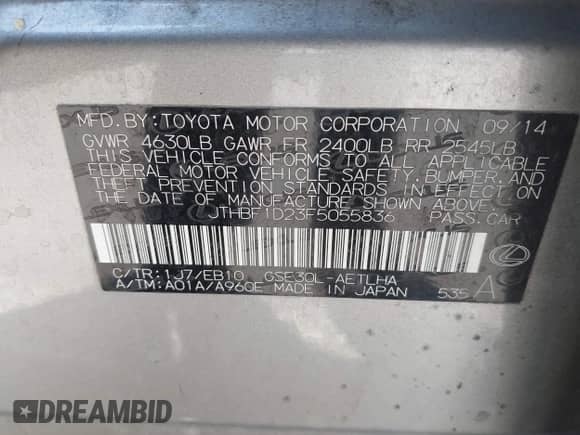 MFD.BY:TOYOTA MOTOR CORPORATION 09/14
GVWR 4630LB GAWR FR 2400LB RR 2545LB
THIS VEHICLE CONFORMS TO ALL APPLICABLE
FEDERAL MOTOR VEHICLE SAFETY, BUMPER, AND
THEFT PREVENTION STANDARDS IN EFFECT ON
THE DATE OF MANUFACTURE SHOWN ABOVE.
JTHBF1D23F5055836 PASS.CAR
C/TR:1J7/EB10 GSE30L-AETLHA
A/TM:A01A/A960E MADE IN JAPAN 535 A
DREAMBID